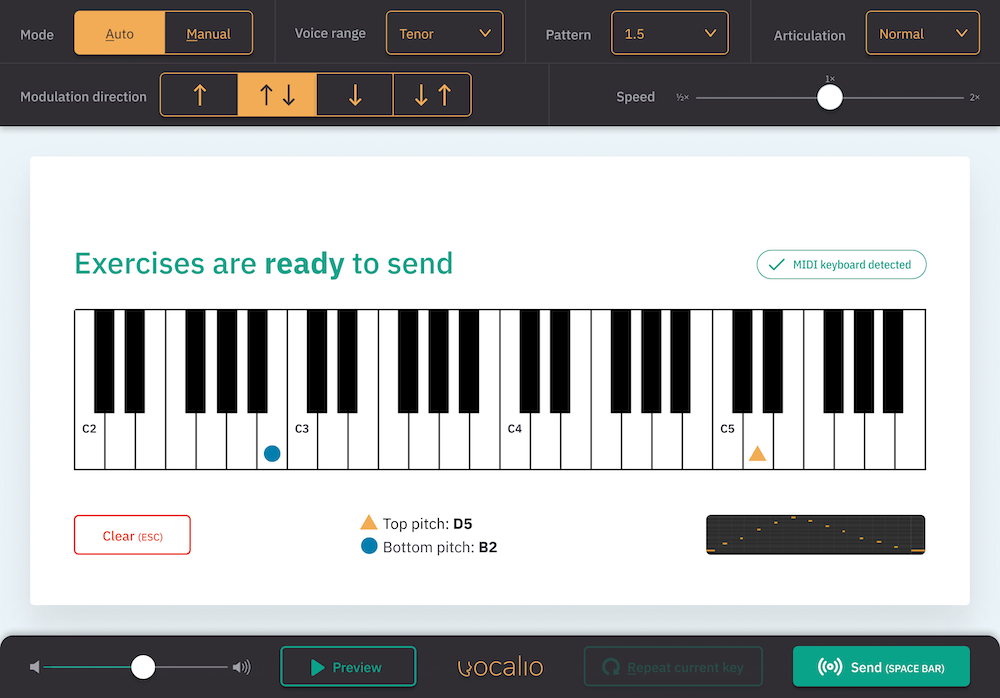 Mode
Auto
Manual
Voice range
Tenor
Pattern
1.5
Articulation
Normal
Modulation direction
Speed
½×
1×
2×
Exercises are ready to send
MIDI keyboard detected
C2
C3
C4
C5
Clear (ESC)
Top pitch: D5
Bottom pitch: B2
Preview
vocalio
Repeat current key
Send (SPACE BAR)